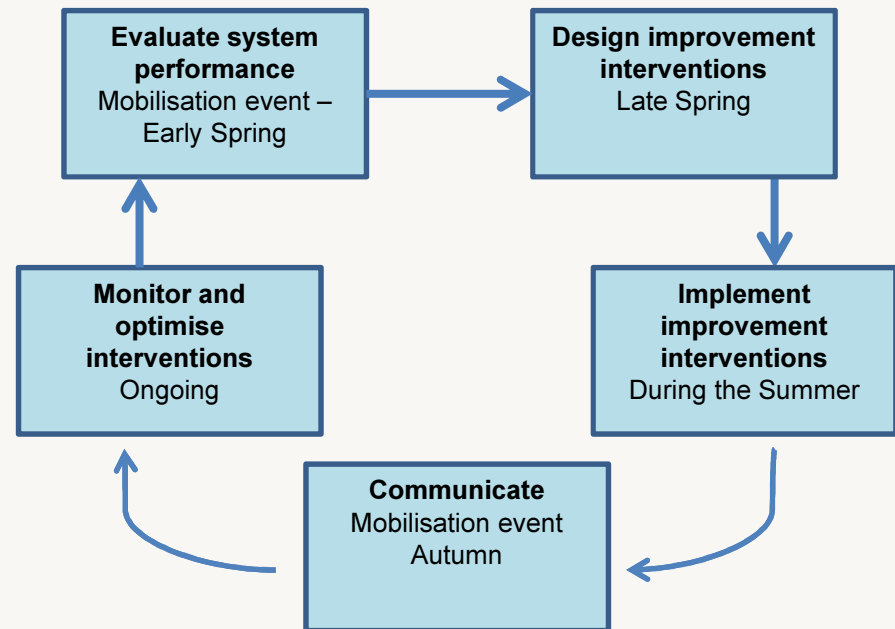 Evaluate system
performance
Mobilisation event –
Early Spring
Design improvement
interventions
Late Spring
Implement
improvement
interventions
During the Summer
Communicate
Mobilisation event
Autumn
Monitor and
optimise
interventions
Ongoing